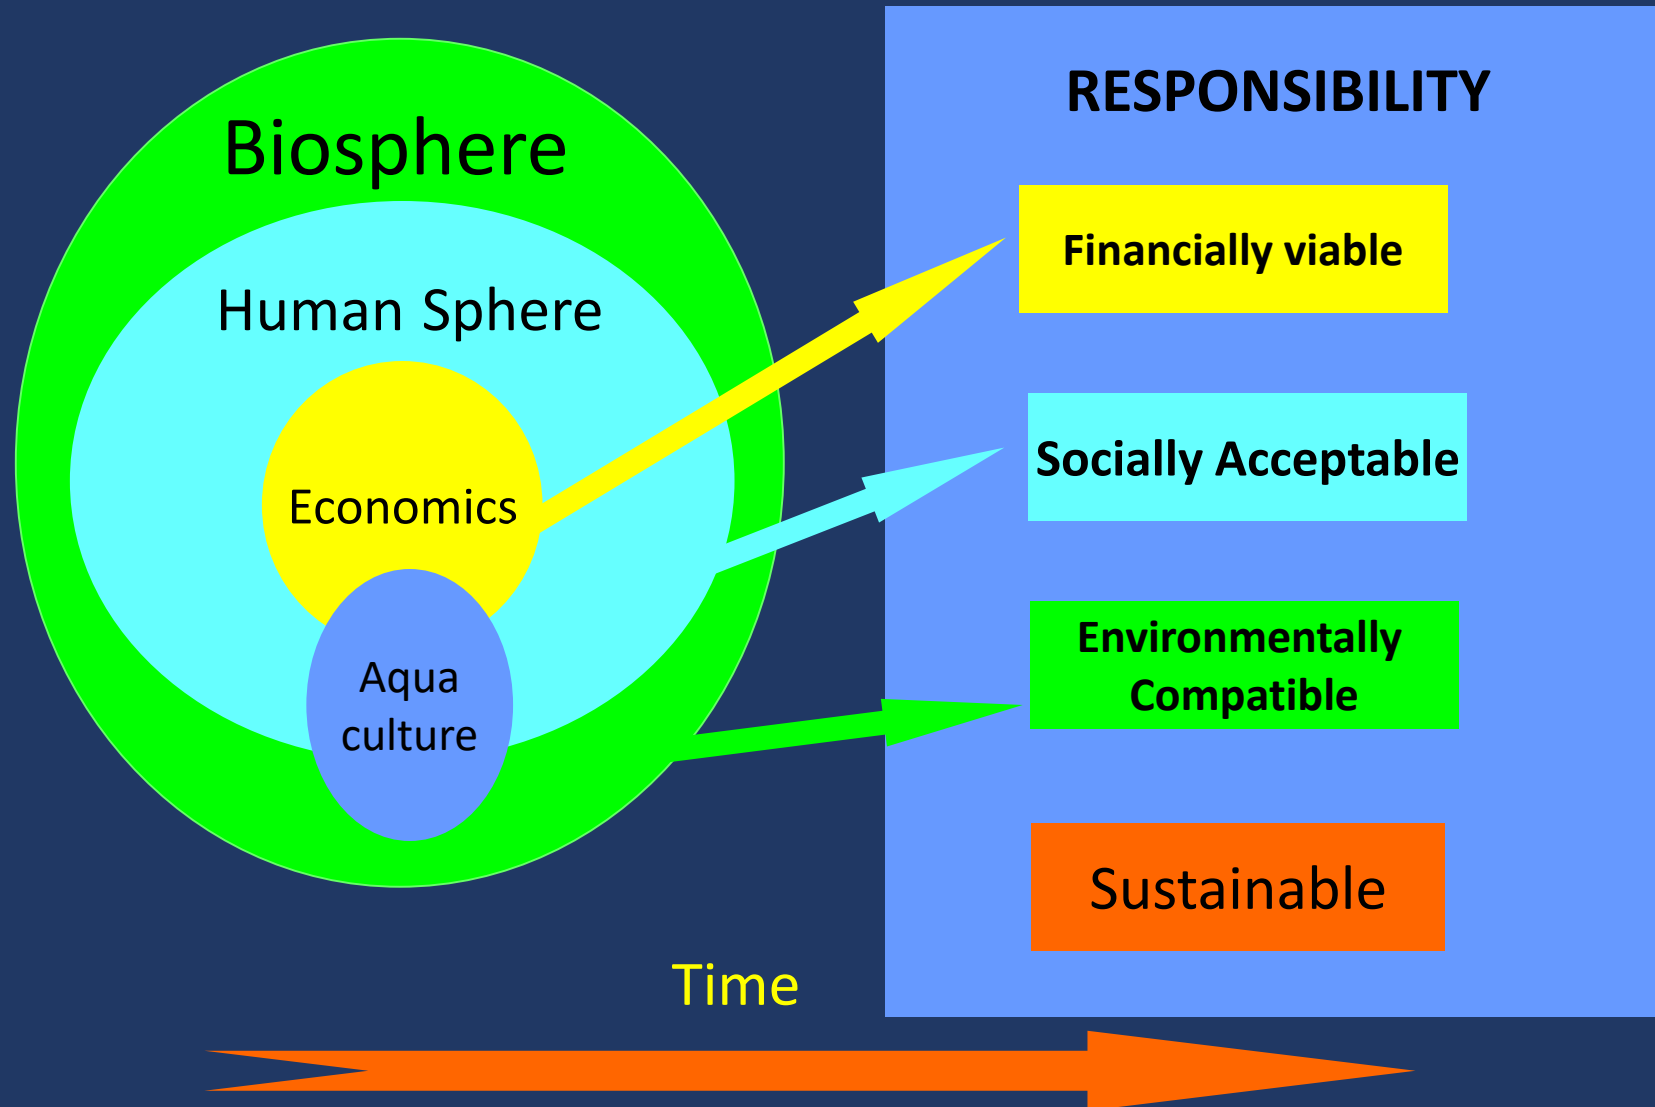 Biosphere
Human Sphere
Economics
Aqua
culture
Time
RESPONSIBILITY
Financially viable
Socially Acceptable
Environmentally
Compatible
Sustainable